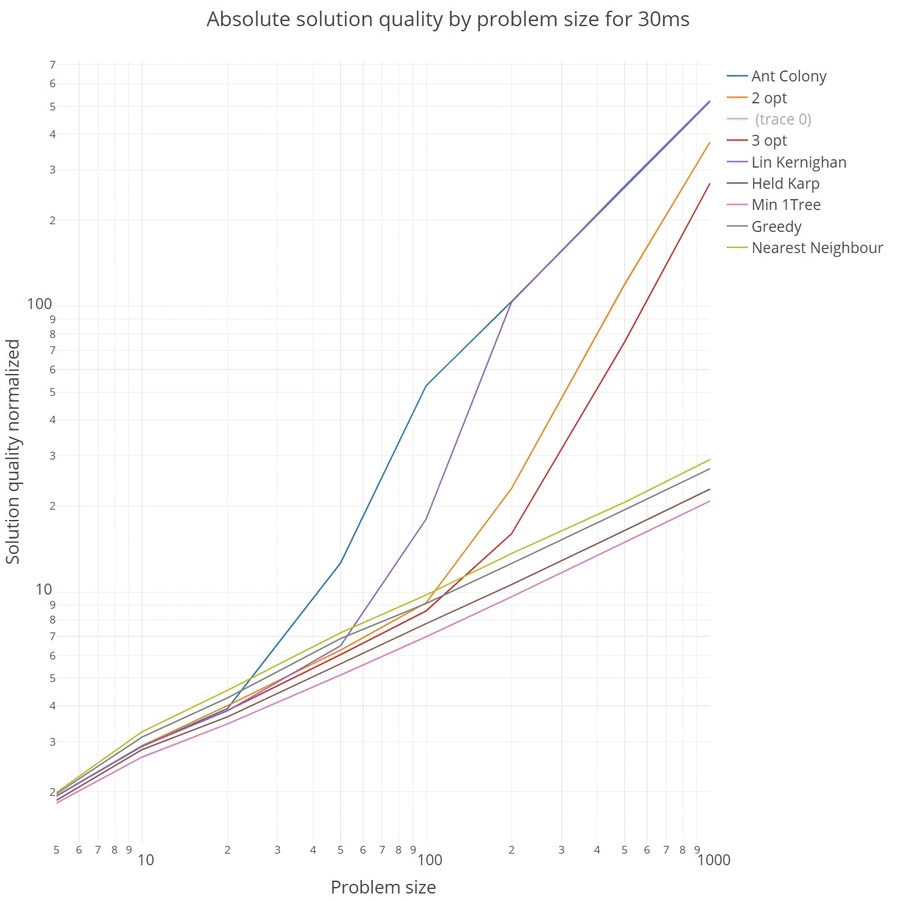 Absolute solution quality by problem size for 30ms
7
6
5
4
3
2
100
9
8
7
6
5
4
3
2
10
9
8
7
6
5
4
3
2
Solution quality normalized
5 6 7 8 9 10 2 3 4 5 6 7 8 9 100 2 3 4 5 6 7 8 9 1000
Problem size
Ant Colony
2 opt
(trace 0)
3 opt
Lin Kernighan
Held Karp
Min 1Tree
Greedy
Nearest Neighbour